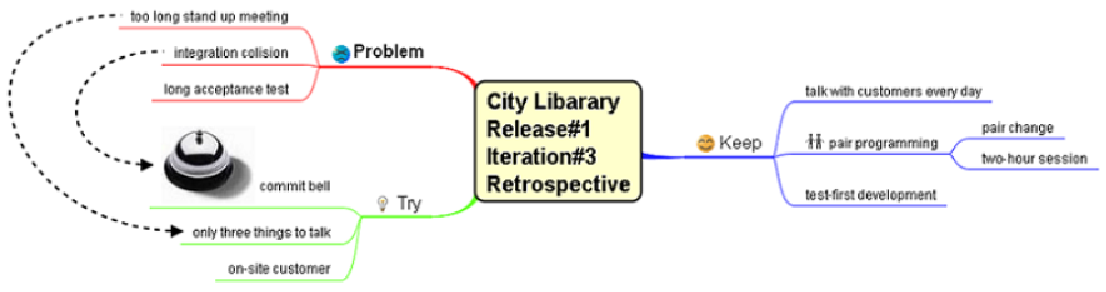 too long stand up meeting
integration colision
long acceptance test
Problem
City Libarary
Release#1
Iteration#3
Retrospective
commit bell
Try
only three things to talk
on-site customer
Keep
talk with customers every day
pair programming
pair change
two-hour session
test-first development